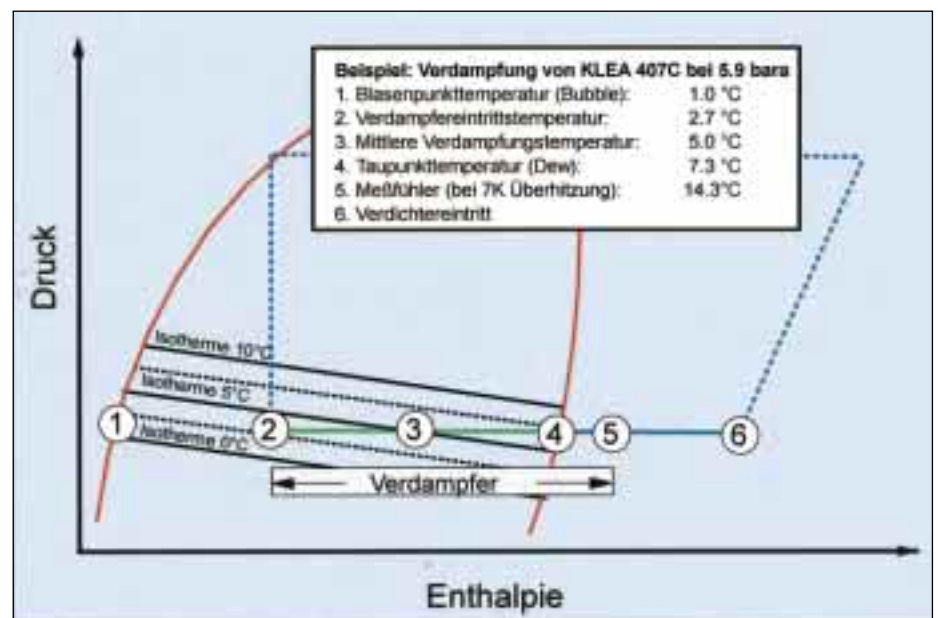 Beispiel: Verdampfung von KLEA 407C bei 5.9 bara
1. Blasenpunkttemperatur (Bubble): 1.0 °C
2. Verdampfereintrittstemperatur: 2.7 °C
3. Mittlere Verdampfungstemperatur: 5.0 °C
4. Taupunkttemperatur (Dew): 7.3 °C
5. Meßfühler (bei 7K Überhitzung): 14.3°C
6. Verdichtereintritt
Druck
Isotherme 10°C
Isotherme 5°C
Isotherme 0°C
1 2 3 4 5 6
Verdampfer
Enthalpie